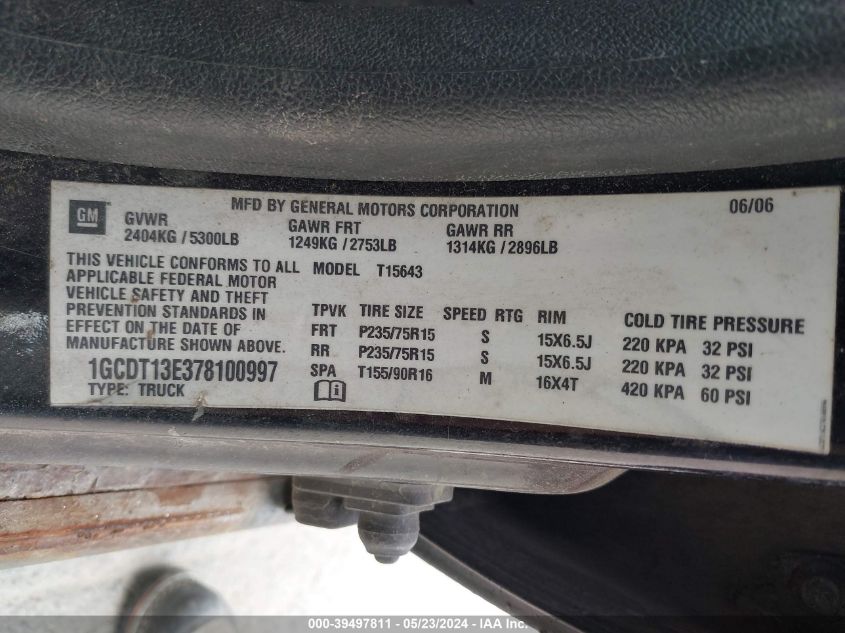 MFD BY GENERAL MOTORS CORPORATION 06/06
GM
GVWR GAWR FRT GAWR RR
2404KG / 5300LB 1249KG / 2753LB 1314KG / 2896LB
THIS VEHICLE CONFORMS TO ALL
APPLICABLE FEDERAL MOTOR
VEHICLE SAFETY AND THEFT
PREVENTION STANDARDS IN
EFFECT ON THE DATE OF
MANUFACTURE SHOWN ABOVE.
1GCDT13E378100997
TYPE: TRUCK
MODEL T15643
TPVK TIRE SIZE SPEED RTG RIM COLD TIRE PRESSURE
FRT P235/75R15 S 15X6.5J 220 KPA 32 PSI
RR P235/75R15 S 15X6.5J 220 KPA 32 PSI
SPA T155/90R16 M 16X4T 420 KPA 60 PSI
000-39497811 - 05/23/2024 - IAA Inc.